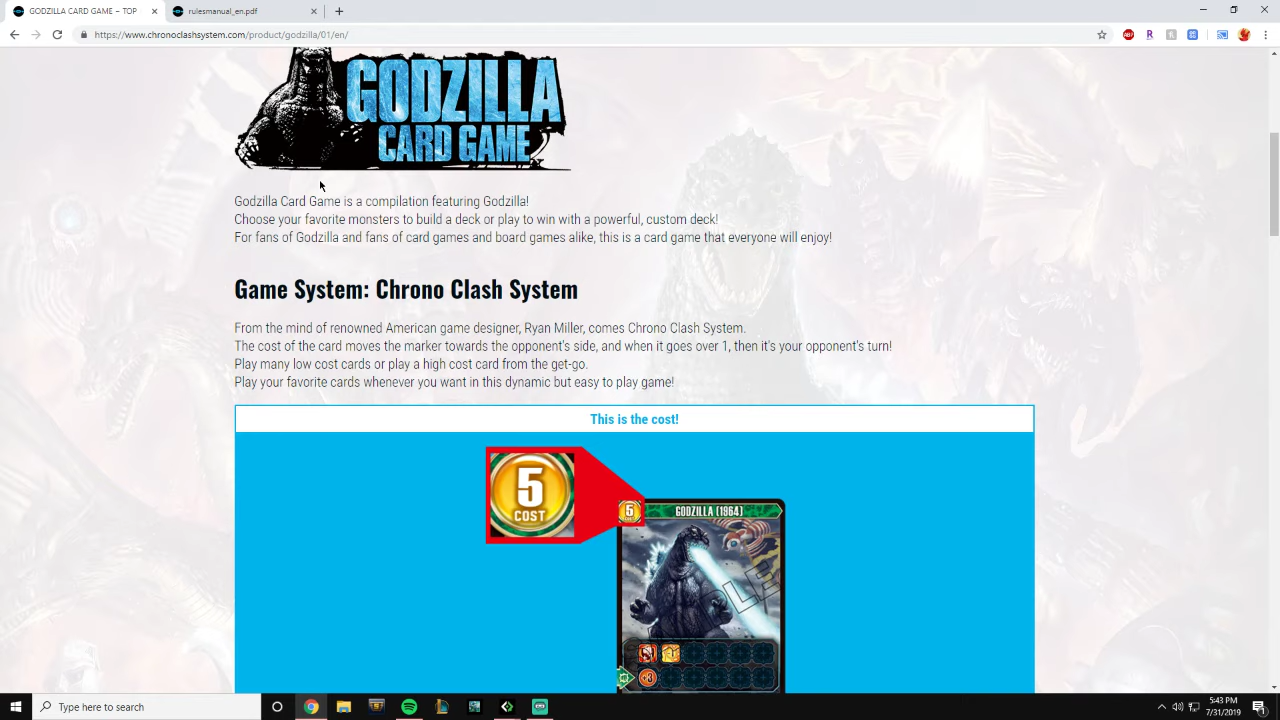 GODZILLA CARD GAME - TOP
rulesmanual_en.pdf
https://www.chronoclashsystem.com/product/godzilla/01/en/
GODZILLA
CARD GAME
Godzilla Card Game is a compilation featuring Godzilla!
Choose your favorite monsters to build a deck or play to win with a powerful, custom deck!
For fans of Godzilla and fans of card games and board games alike, this is a card game that everyone will enjoy!
Game System: Chrono Clash System
From the mind of renowned American game designer, Ryan Miller, comes Chrono Clash System.
The cost of the card moves the marker towards the opponent's side, and when it goes over 1, then it's your opponent's turn!
Play many low cost cards or play a high cost card from the get-go.
Play your favorite cards whenever you want in this dynamic but easy to play game!
This is the cost!
5
COST
5
GODZILLA (1964)
+3
Type here to search
5:43 PM
7/31/2019